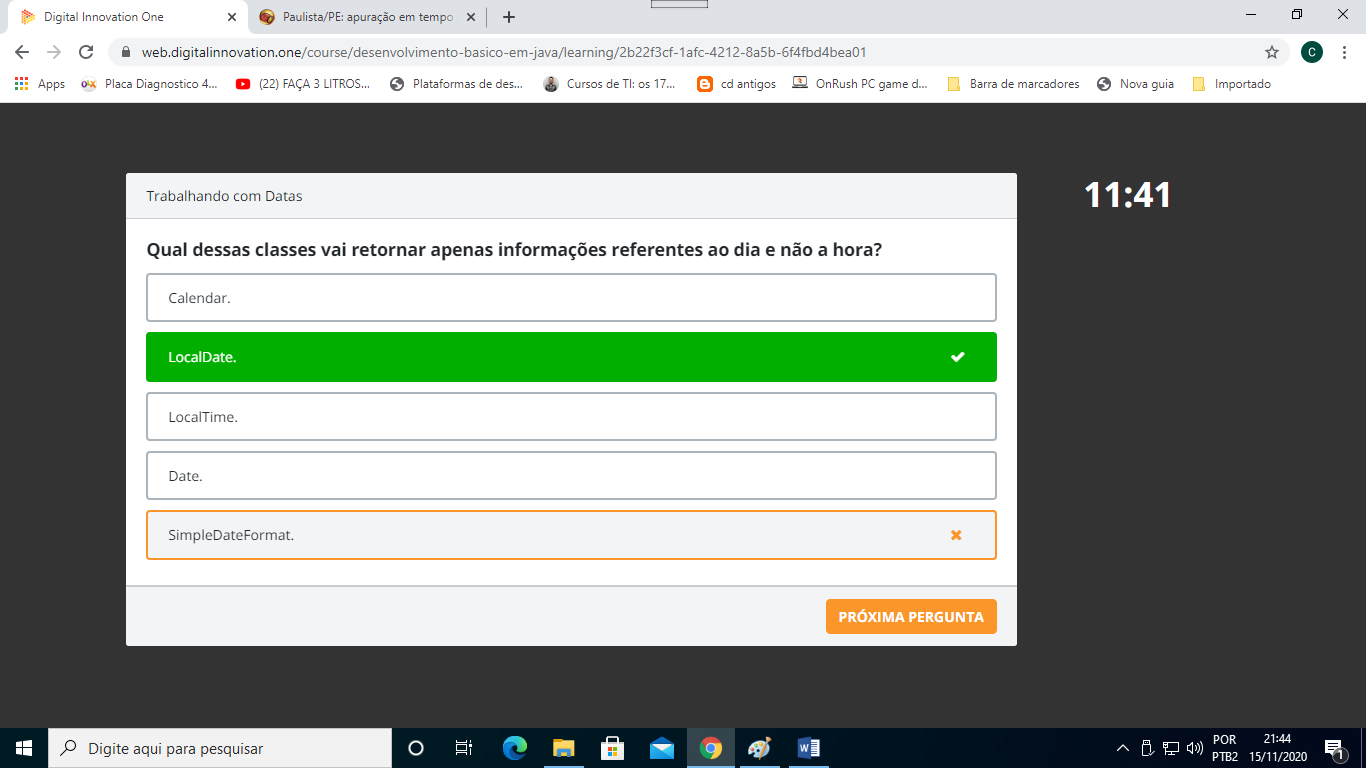 Digital Innovation One
Paulista/PE: apuração em tempo
web.digitalinnovation.one/course/desenvolvimento-basico-em-java/learning/2b22f3cf-1afc-4212-8a5b-6f4fbd4bea01
C
Apps
OLX
Placa Diagnostico 4...
(22) FAÇA 3 LITROS...
Plataformas de des...
Cursos de TI: os 17...
cd antigos
OnRush PC game d...
Barra de marcadores
Nova guia
Importado
Trabalhando com Datas
11:41
Qual dessas classes vai retornar apenas informações referentes ao dia e não a hora?
Calendar.
LocalDate.
LocalTime.
Date.
SimpleDateFormat.
PRÓXIMA PERGUNTA
Digite aqui para pesquisar
W
POR
PTB2
21:44
15/11/2020
1